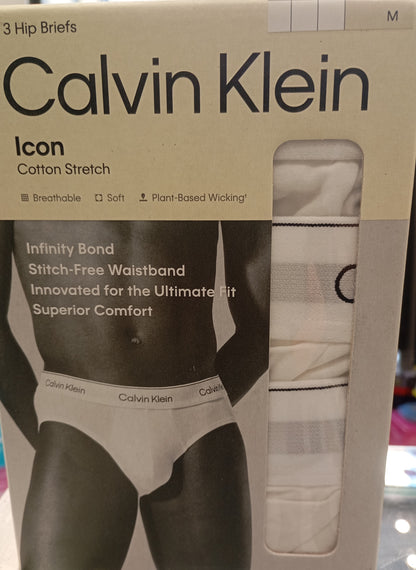 3 Hip Briefs
M
Calvin Klein
Icon
Cotton Stretch
Breathable Soft Plant-Based Wicking†
Infinity Bond
Stitch-Free Waistband
Innovated for the Ultimate Fit
Superior Comfort
Calvin Klein Calvin Klein